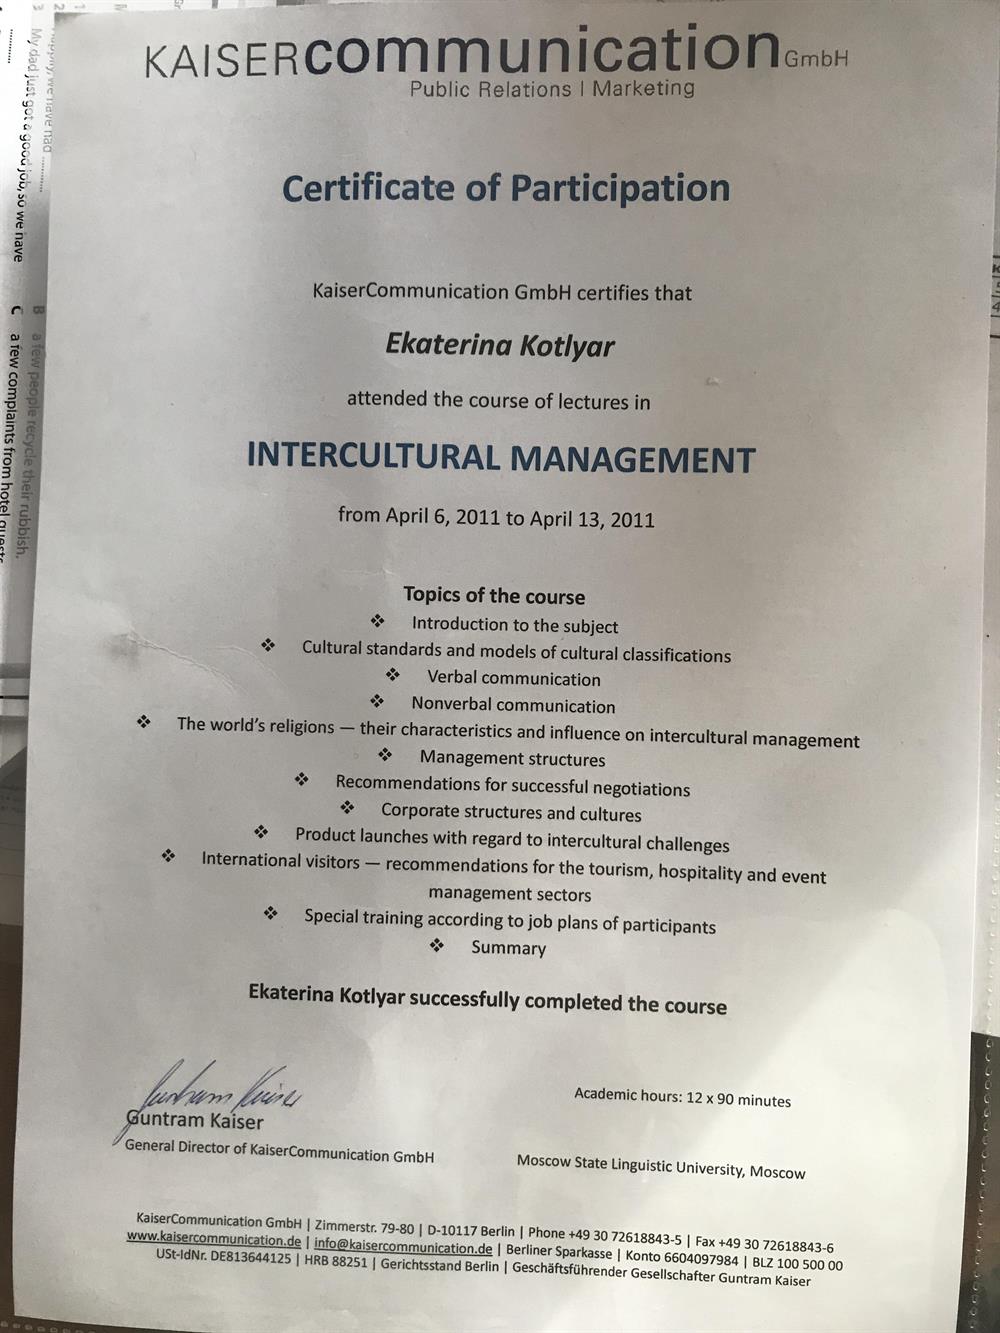 KAISERcommunication GmbH
Public Relations | Marketing
Certificate of Participation
KaiserCommunication GmbH certifies that
Ekaterina Kotlyar
attended the course of lectures in
INTERCULTURAL MANAGEMENT
from April 6, 2011 to April 13, 2011
Topics of the course
❖ Introduction to the subject
❖ Cultural standards and models of cultural classifications
❖ Verbal communication
❖ Nonverbal communication
❖ The world's religions — their characteristics and influence on intercultural management
❖ Management structures
❖ Recommendations for successful negotiations
❖ Corporate structures and cultures
❖ Product launches with regard to intercultural challenges
❖ International visitors — recommendations for the tourism, hospitality and event
management sectors
❖ Special training according to job plans of participants
❖ Summary
Ekaterina Kotlyar successfully completed the course
Guntram Kaiser
Academic hours: 12 x 90 minutes
Guntram Kaiser
General Director of KaiserCommunication GmbH
Moscow State Linguistic University, Moscow
KaiserCommunication GmbH | Zimmerstr. 79-80 | D-10117 Berlin | Phone +49 30 72618843-5 | Fax +49 30 72618843-6
www.kaisercommunication.de | info@kaisercommunication.de | Berliner Sparkasse | Konto 6604097984 | BLZ 100 500 00
USt-IdNr. DE813644125 | HRB 88251 | Gerichtsstand Berlin | Geschäftsführender Gesellschafter Guntram Kaiser
we have had ..........
3 My dad just got a good job, so we have
..........
B a few people recycle their rubbish.
C a few complaints from hotel guests